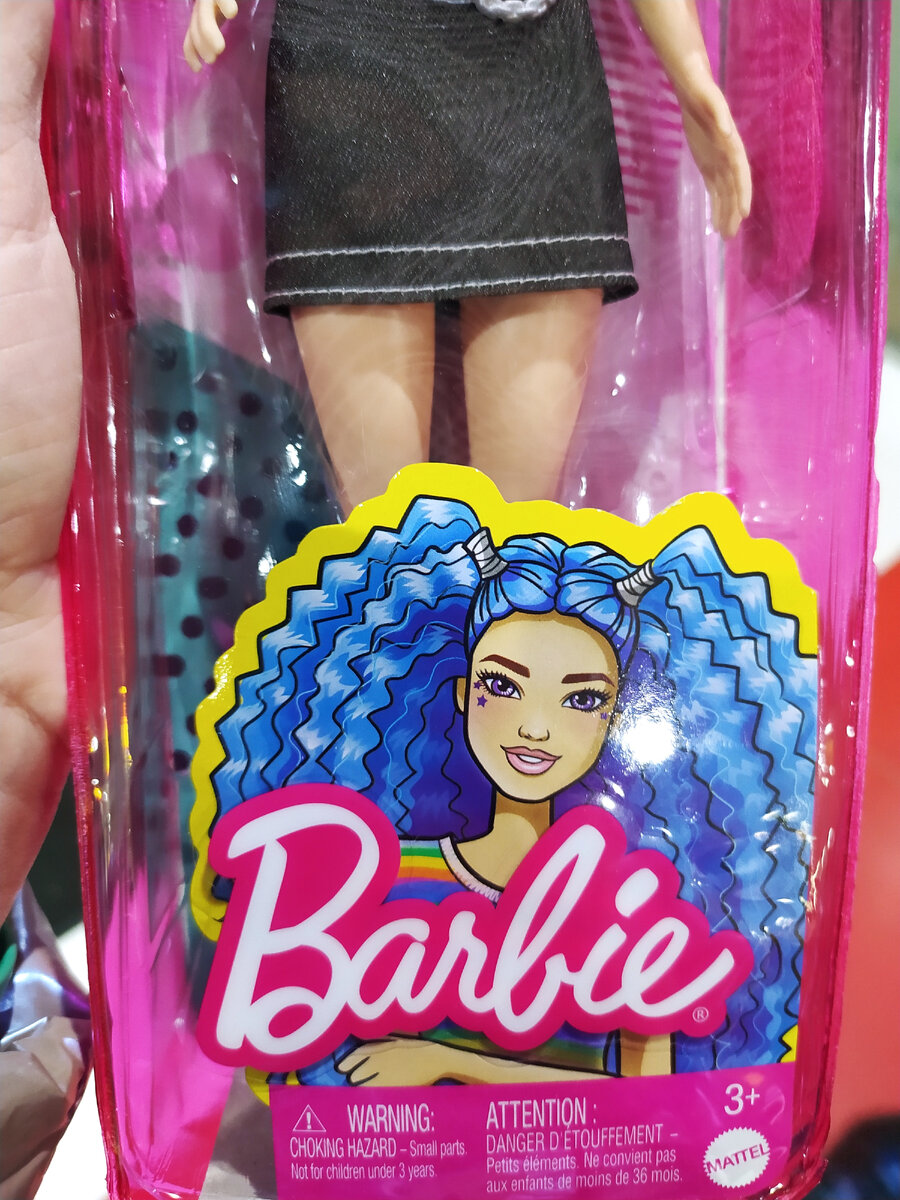 Barbie®
⚠ WARNING:
CHOKING HAZARD – Small parts.
Not for children under 3 years.
ATTENTION :
DANGER D'ÉTOUFFEMENT –
Petits éléments. Ne convient pas
aux enfants de moins de 36 mois.
3+
MATTEL